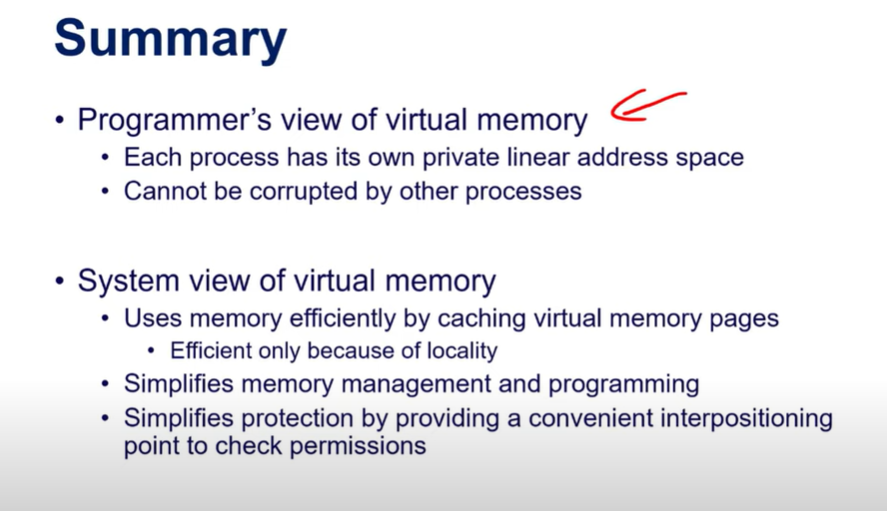 Summary
• Programmer's view of virtual memory
• Each process has its own private linear address space
• Cannot be corrupted by other processes
• System view of virtual memory
• Uses memory efficiently by caching virtual memory pages
• Efficient only because of locality
• Simplifies memory management and programming
• Simplifies protection by providing a convenient interpositioning
point to check permissions